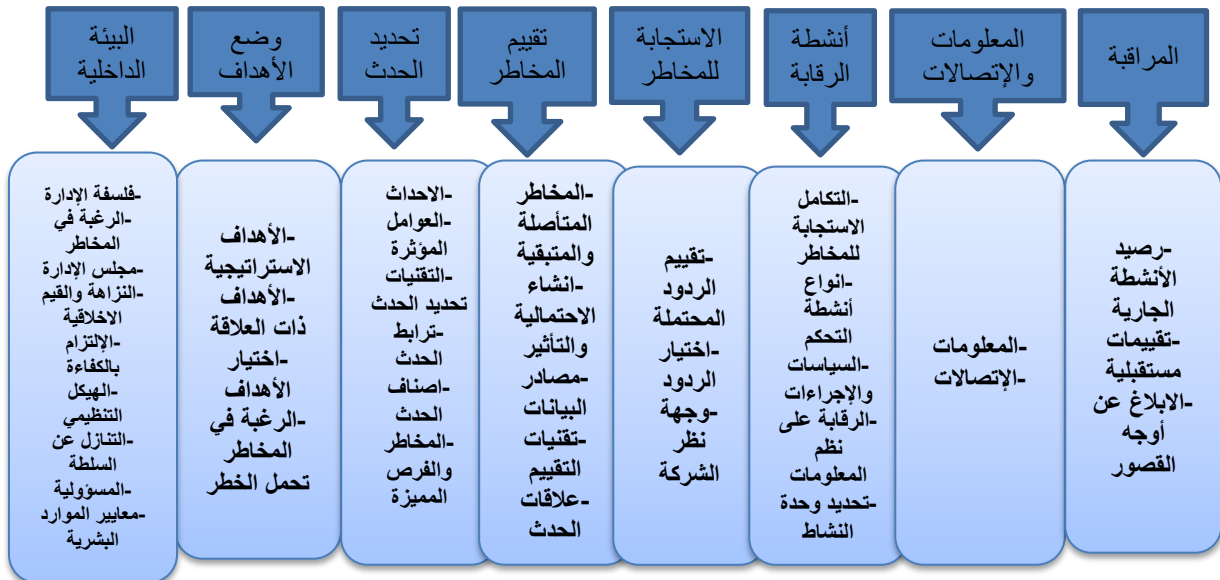 البيئة
الداخلية
وضع
الأهداف
تحديد
الحدث
تقييم
المخاطر
الاستجابة
للمخاطر
أنشطة
الرقابة
المعلومات
والإتصالات
المراقبة
-فلسفة الإدارة
-الرغبة في
المخاطر
-مجلس الإدارة
-النزاهة والقيم
الاخلاقية
-الإلتزام
بالكفاءة
-الهيكل
التنظيمي
-التنازل عن
السلطة
-المسؤولية
-معايير الموارد
البشرية
-الأهداف
الاستراتيجية
-الأهداف
ذات العلاقة
-اختيار
الأهداف
-الرغبة في
المخاطر
تحمل الخطر
-الاحداث
-العوامل
المؤثرة
-التقنيات
تحديد الحدث
-ترابط
الحدث
-اصناف
الحدث
-المخاطر
والفرص
المميزة
-المخاطر
المتأصلة
والمتبقية
-انشاء
الاحتمالية
والتأثير
-مصادر
البيانات
-تقنيات
التقييم
-علاقات
الحدث
-تقييم
الردود
المحتملة
-اختيار
الردود
-وجهة
نظر
الشركة
-التكامل
الاستجابة
للمخاطر
-انواع
أنشطة
التحكم
-السياسات
والإجراءات
-الرقابة على
نظم
المعلومات
-تحديد وحدة
النشاط
-المعلومات
-الإتصالات
-رصيد
الأنشطة
الجارية
-تقييمات
مستقبلية
-الابلاغ عن
أوجه
القصور